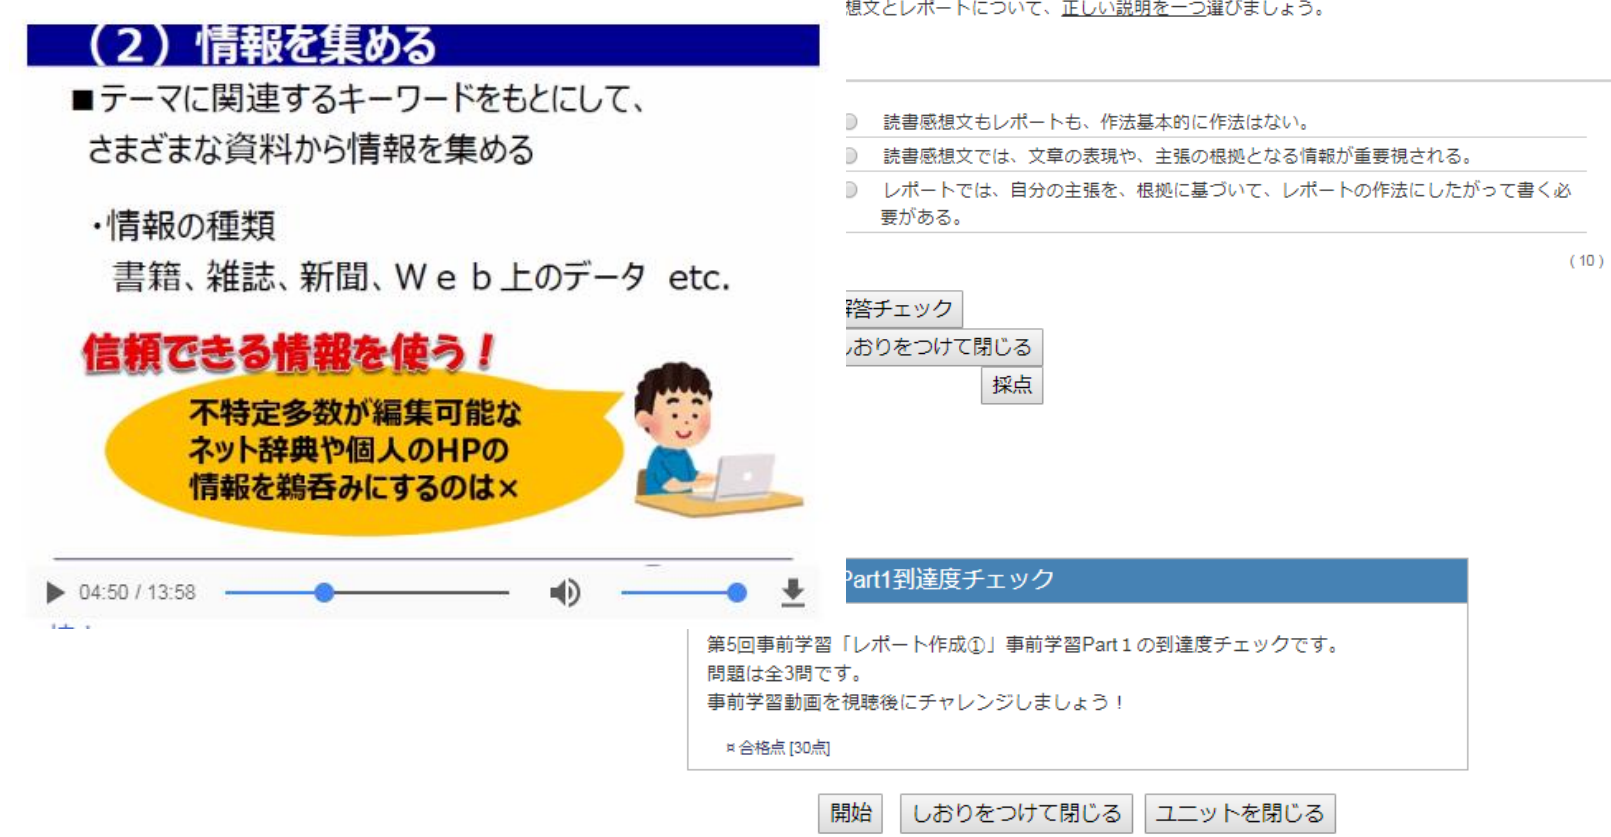 （２）情報を集める
■テーマに関連するキーワードをもとにして、
さまざまな資料から情報を集める
・情報の種類
書籍、雑誌、新聞、Ｗｅｂ上のデータ etc.
信頼できる情報を使う！
不特定多数が編集可能な
ネット辞典や個人のHPの
情報を鵜呑みにするのは×
04:50 / 13:58
想文とレポートについて、正しい説明を一つ選びましょう。
読書感想文もレポートも、作法基本的に作法はない。
読書感想文では、文章の表現や、主張の根拠となる情報が重要視される。
レポートでは、自分の主張を、根拠に基づいて、レポートの作法にしたがって書く必
要がある。
（10）
解答チェック
しおりをつけて閉じる
採点
Part1到達度チェック
第5回事前学習「レポート作成①」事前学習Part１の到達度チェックです。
問題は全3問です。
事前学習動画を視聴後にチャレンジしましょう！
¤ 合格点 [30点]
開始
しおりをつけて閉じる
ユニットを閉じる